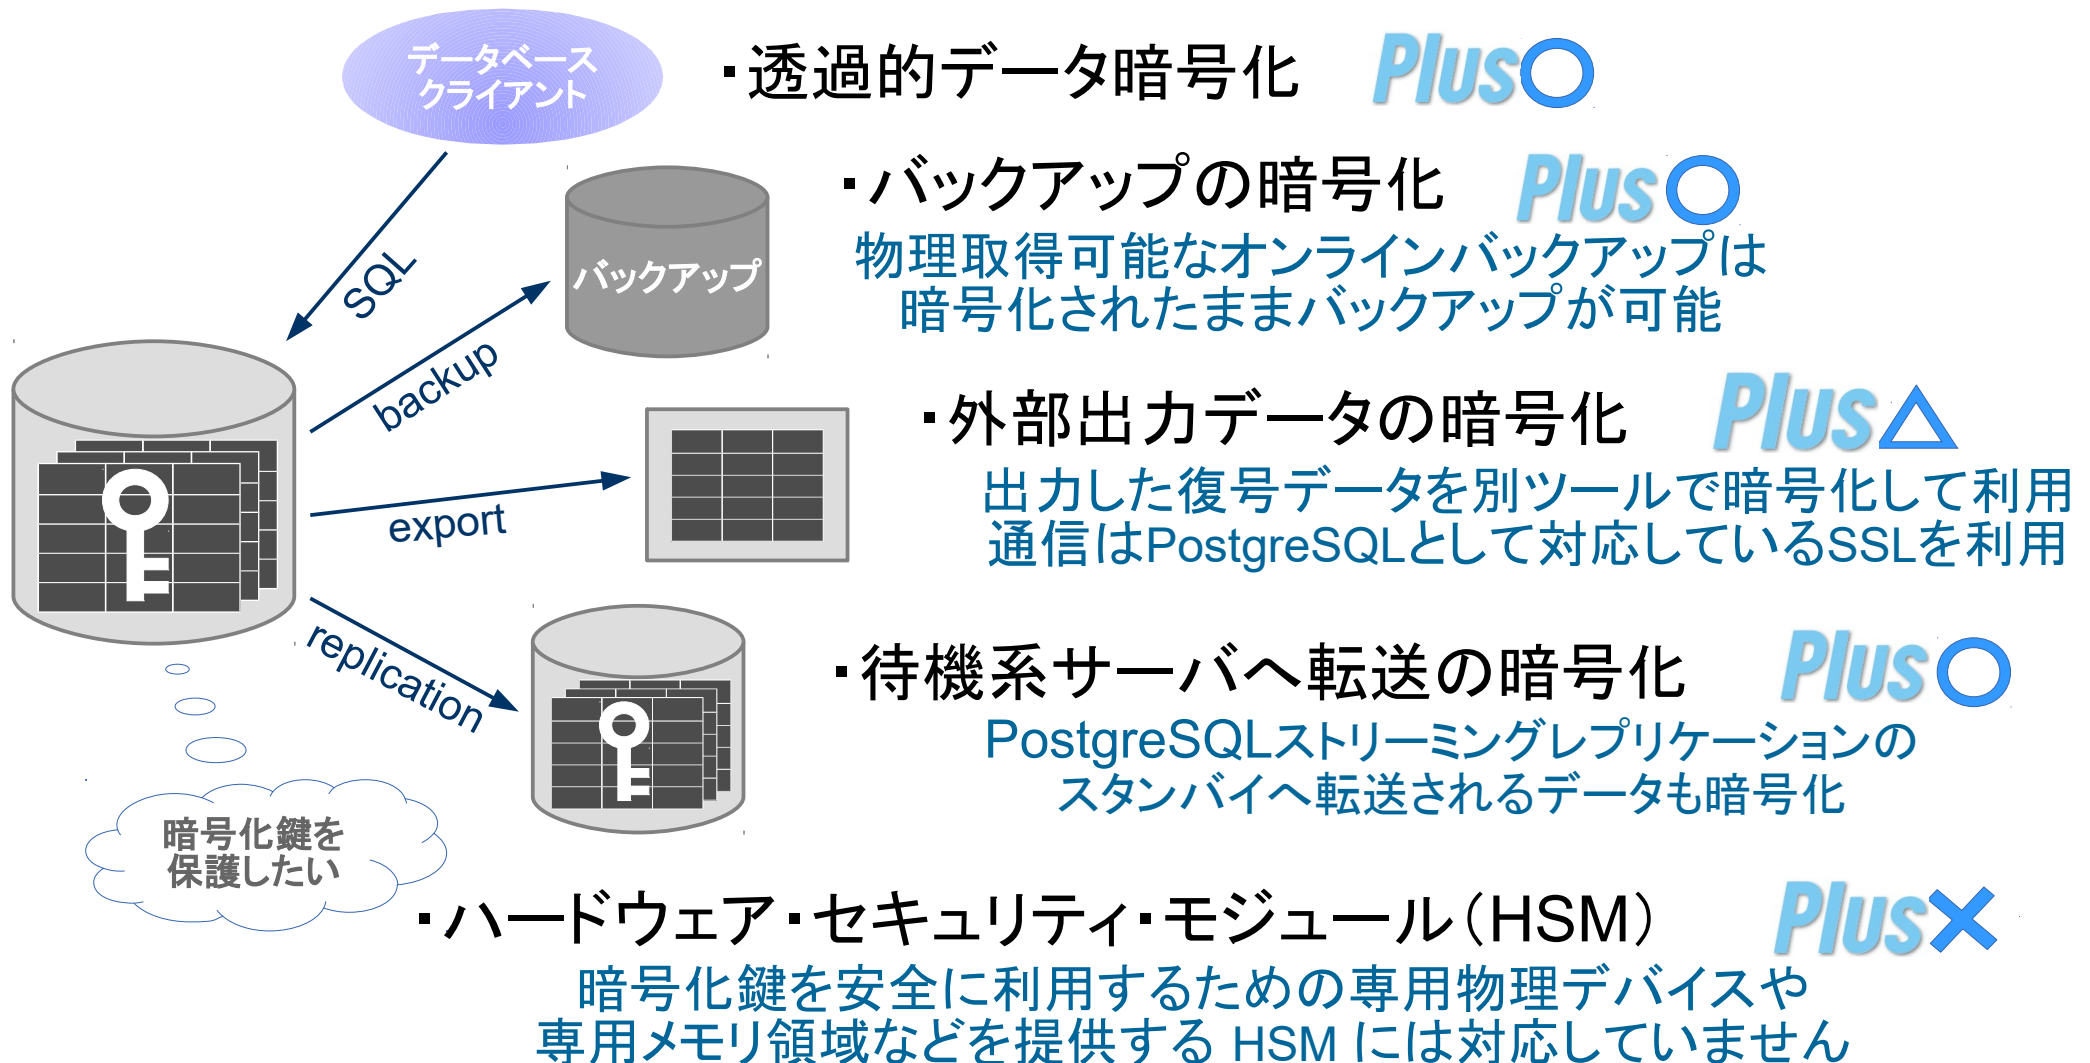 データベース
クライアント
・透過的データ暗号化 Plus○
SQL
バックアップ
・バックアップの暗号化 Plus○
物理取得可能なオンラインバックアップは
暗号化されたままバックアップが可能
backup
・外部出力データの暗号化 Plus△
出力した復号データを別ツールで暗号化して利用
通信はPostgreSQLとして対応しているSSLを利用
export
replication
・待機系サーバへ転送の暗号化 Plus○
PostgreSQLストリーミングレプリケーションの
スタンバイへ転送されるデータも暗号化
暗号化鍵を
保護したい
・ハードウェア・セキュリティ・モジュール（HSM） Plus×
暗号化鍵を安全に利用するための専用物理デバイスや
専用メモリ領域などを提供する HSM には対応していません